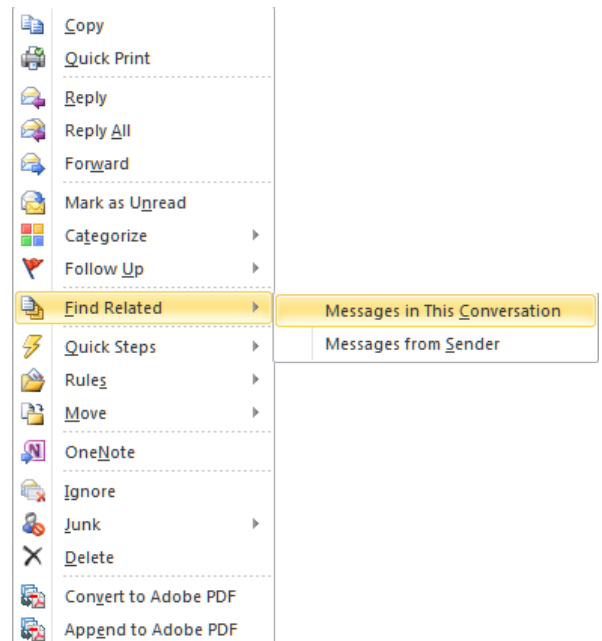 Copy
Quick Print
Reply
Reply All
Forward
Mark as Unread
Categorize
Follow Up
Find Related
Messages in This Conversation
Messages from Sender
Quick Steps
Rules
Move
OneNote
Ignore
Junk
Delete
Convert to Adobe PDF
Append to Adobe PDF